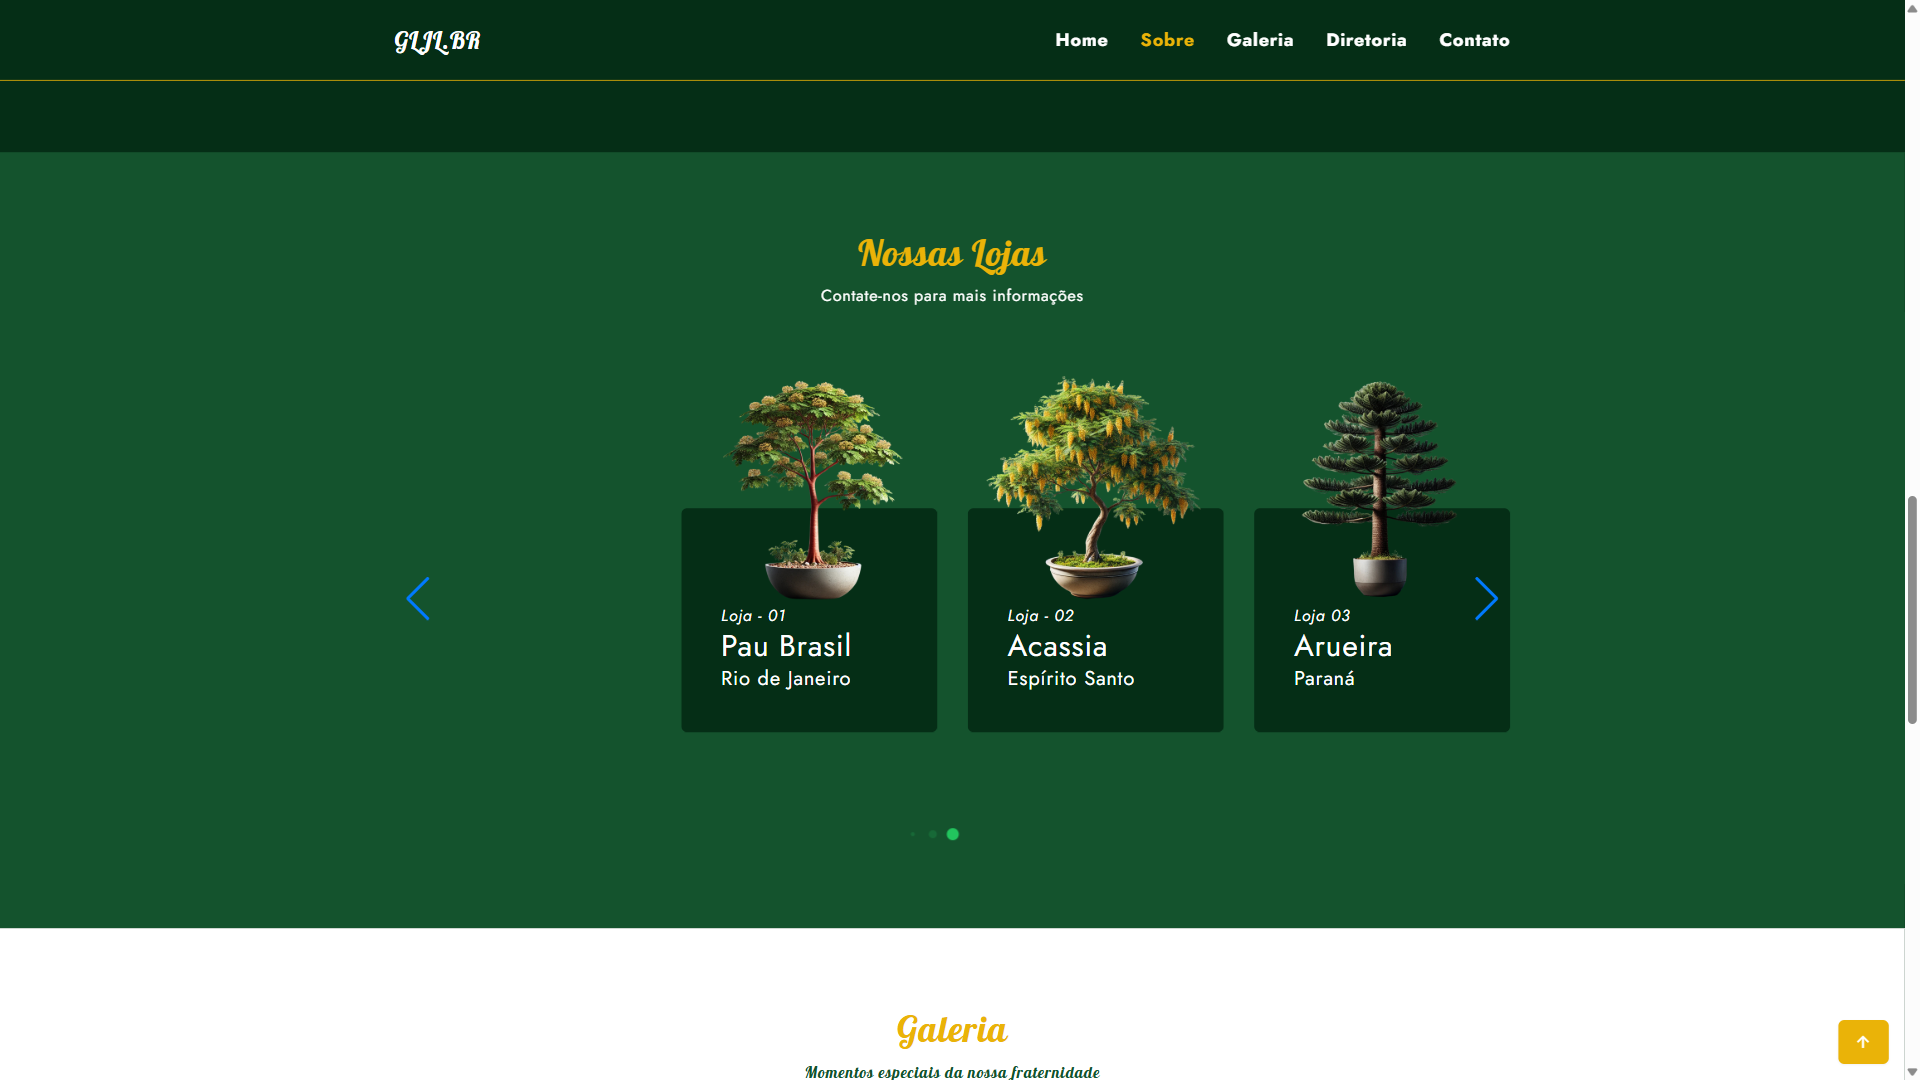 GLJL.BR
Home Sobre Galeria Diretoria Contato
Nossas Lojas
Contate-nos para mais informações
Loja - 01
Pau Brasil
Rio de Janeiro
Loja - 02
Acassia
Espírito Santo
Loja 03
Arueira
Paraná
Galeria
Momentos especiais da nossa fraternidade